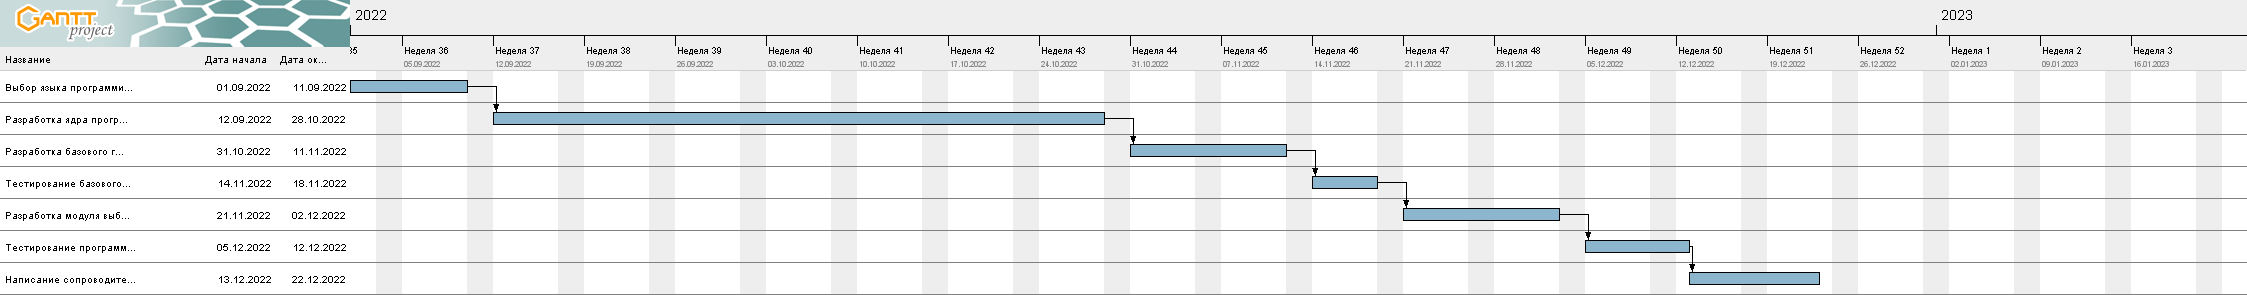 GANTT project
2022 2023
35 Неделя 36 Неделя 37 Неделя 38 Неделя 39 Неделя 40 Неделя 41 Неделя 42 Неделя 43 Неделя 44 Неделя 45 Неделя 46 Неделя 47 Неделя 48 Неделя 49 Неделя 50 Неделя 51 Неделя 52 Неделя 1 Неделя 2 Неделя 3
Название Дата начала Дата ок...
05.09.2022 12.09.2022 19.09.2022 26.09.2022 03.10.2022 10.10.2022 17.10.2022 24.10.2022 31.10.2022 07.11.2022 14.11.2022 21.11.2022 28.11.2022 05.12.2022 12.12.2022 19.12.2022 26.12.2022 02.01.2023 09.01.2023 16.01.2023
Выбор языка программи... 01.09.2022 11.09.2022
Разработка ядра прогр... 12.09.2022 28.10.2022
Разработка базового г... 31.10.2022 11.11.2022
Тестирование базового... 14.11.2022 18.11.2022
Разработка модуля выб... 21.11.2022 02.12.2022
Тестирование программ... 05.12.2022 12.12.2022
Написание сопроводите... 13.12.2022 22.12.2022